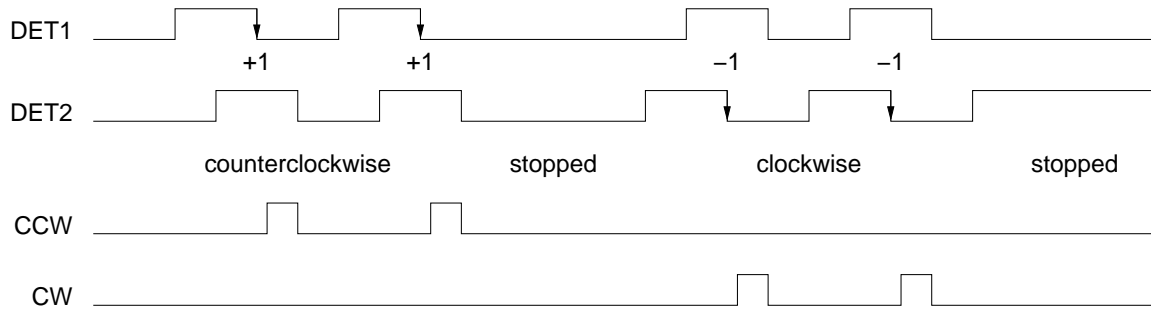 DET1
+1 +1 −1 −1
DET2
counterclockwise stopped clockwise stopped
CCW
CW